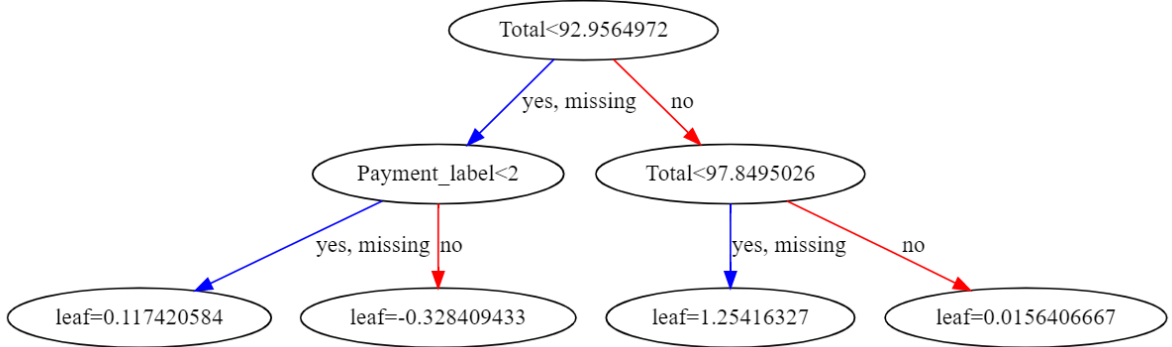 Total<92.9564972
yes, missing
no
Payment_label<2
Total<97.8495026
yes, missing
no
yes, missing
no
leaf=0.117420584
leaf=-0.328409433
leaf=1.25416327
leaf=0.0156406667